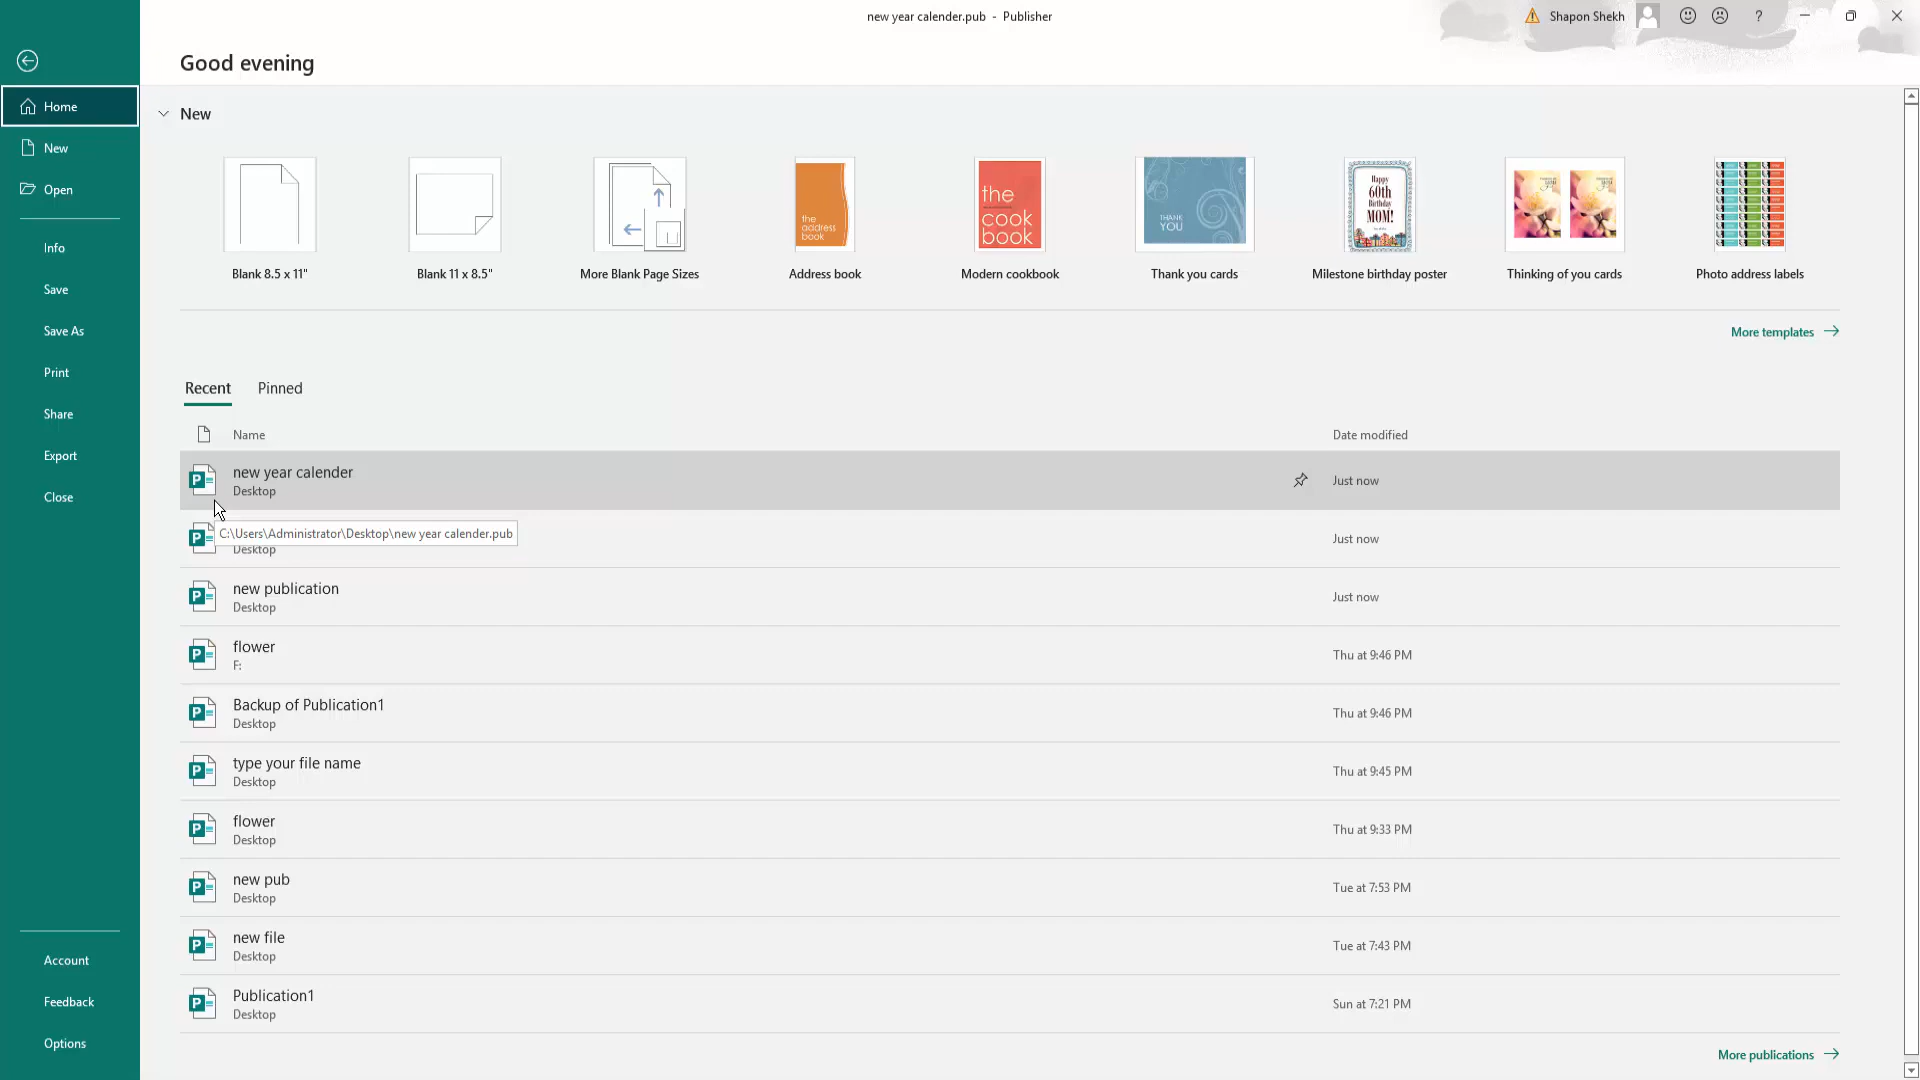 new year calender.pub - Publisher
Shapon Shekh
?
Good evening
Home
New
Open
Info
Save
Save As
Print
Share
Export
Close
Account
Feedback
Options
New
the
address
book
the
cook
book
THANK
YOU
Happy
60th
Birthday
MOM!
Blank 8.5 x 11"
Blank 11 x 8.5"
More Blank Page Sizes
Address book
Modern cookbook
Thank you cards
Milestone birthday poster
Thinking of you cards
Photo address labels
More templates
Recent Pinned
Name Date modified
new year calender
Desktop
Just now
C:\Users\Administrator\Desktop\new year calender.pub
Desktop
Just now
new publication
Desktop
Just now
flower
F:
Thu at 9:46 PM
Backup of Publication1
Desktop
Thu at 9:46 PM
type your file name
Desktop
Thu at 9:45 PM
flower
Desktop
Thu at 9:33 PM
new pub
Desktop
Tue at 7:53 PM
new file
Desktop
Tue at 7:43 PM
Publication1
Desktop
Sun at 7:21 PM
More publications